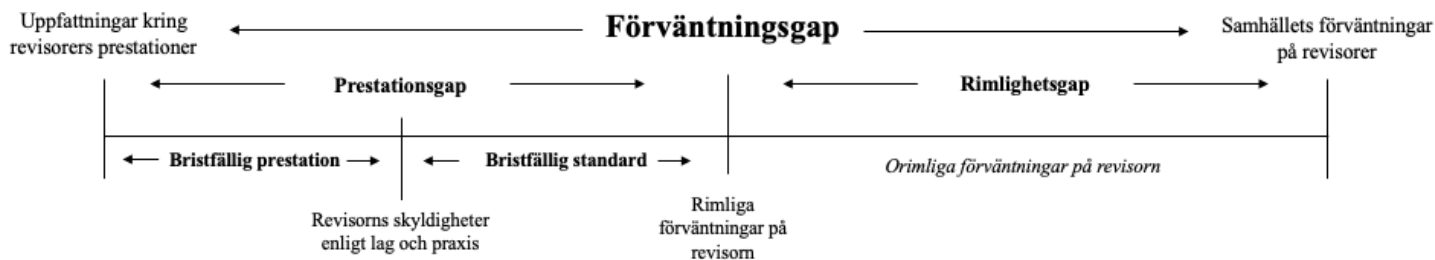 Uppfattningar kring
revisorers prestationer
Förväntningsgap
Samhällets förväntningar
på revisorer
Prestationsgap
Rimlighetsgap
Bristfällig prestation
Bristfällig standard
Orimliga förväntningar på revisorn
Revisorns skyldigheter
enligt lag och praxis
Rimliga
förväntningar på
revisorn